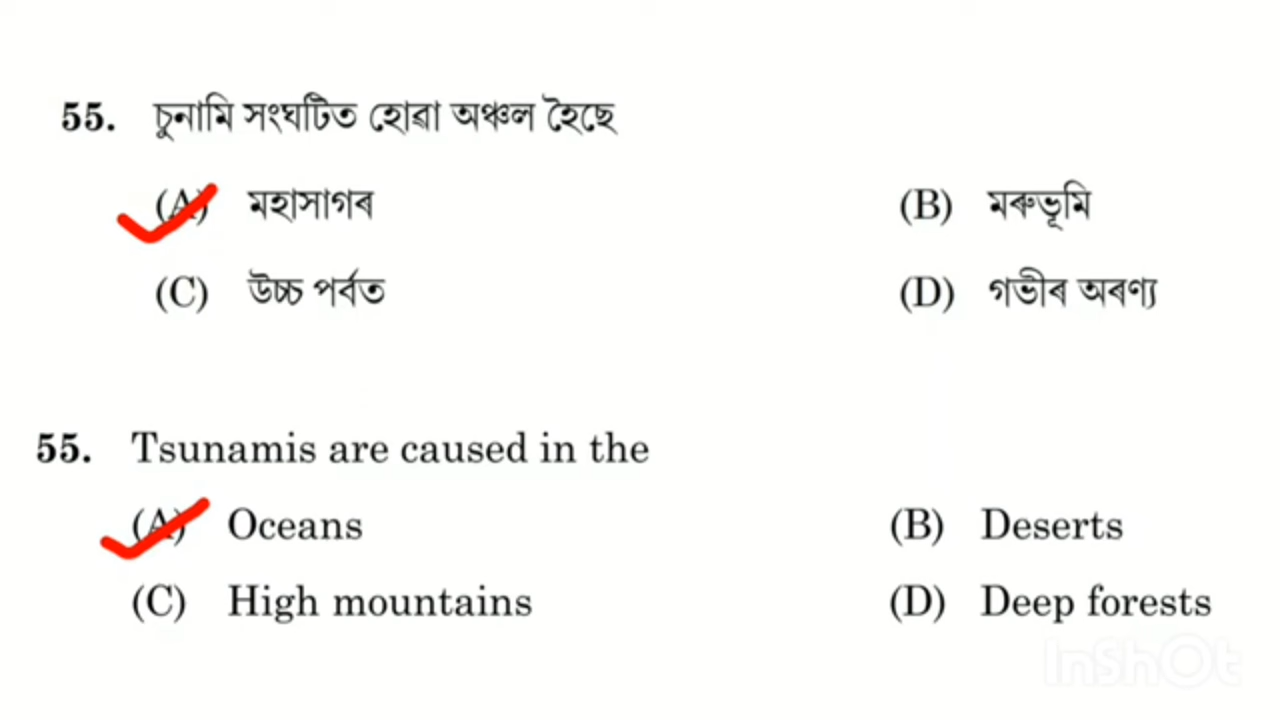 55. চুনামি সংঘটিত হোৱা অঞ্চল হৈছে
(A) মহাসাগৰ (B) মৰুভূমি
(C) উচ্চ পৰ্বত (D) গভীৰ অৰণ্য
55. Tsunamis are caused in the
(A) Oceans (B) Deserts
(C) High mountains (D) Deep forests
InShOt